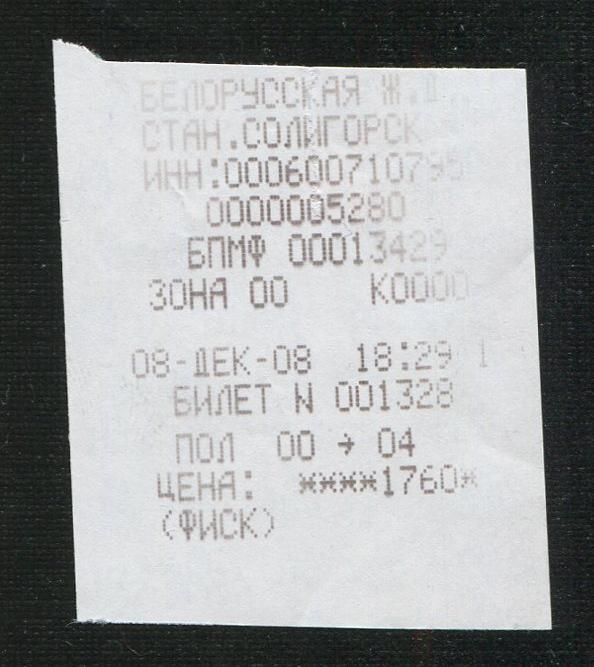 БЕЛОРУССКАЯ Ж.Д.
СТАН.СОЛИГОРСК
ИНН:000600710795
0000005280
БПМФ 00013429
ЗОНА 00 К0000
08-ДЕК-08 18:29 1
БИЛЕТ N 001328
ПОЛ 00 → 04
ЦЕНА: ****1760*
(ФИСК)